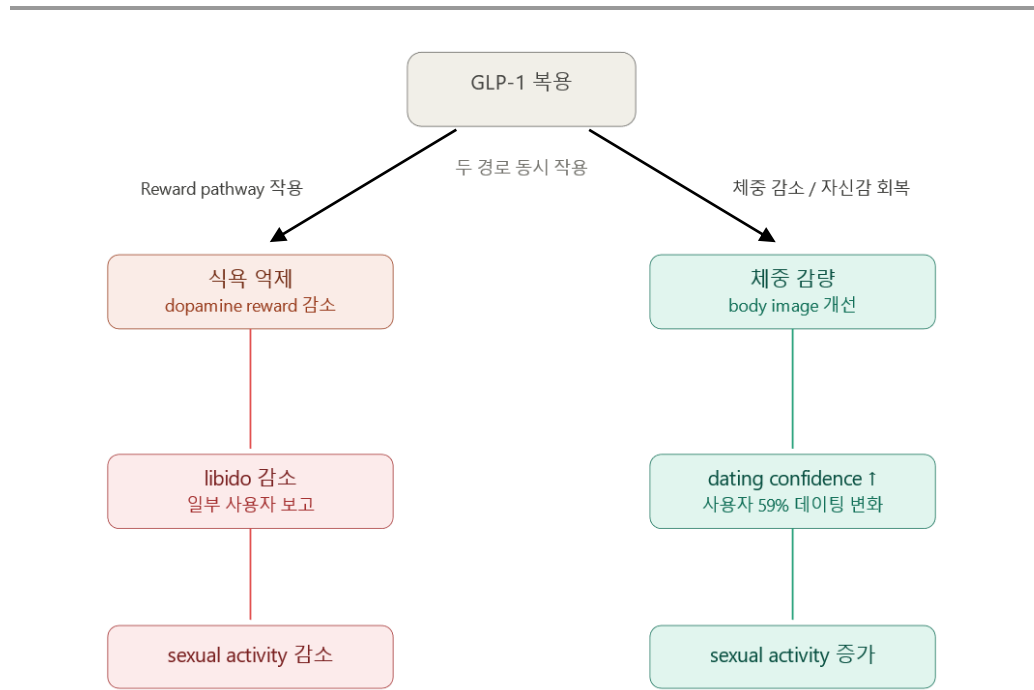 GLP-1 복용
두 경로 동시 작용
Reward pathway 작용
체중 감소 / 자신감 회복
식욕 억제
dopamine reward 감소
체중 감량
body image 개선
libido 감소
일부 사용자 보고
dating confidence ↑
사용자 59% 데이팅 변화
sexual activity 감소
sexual activity 증가